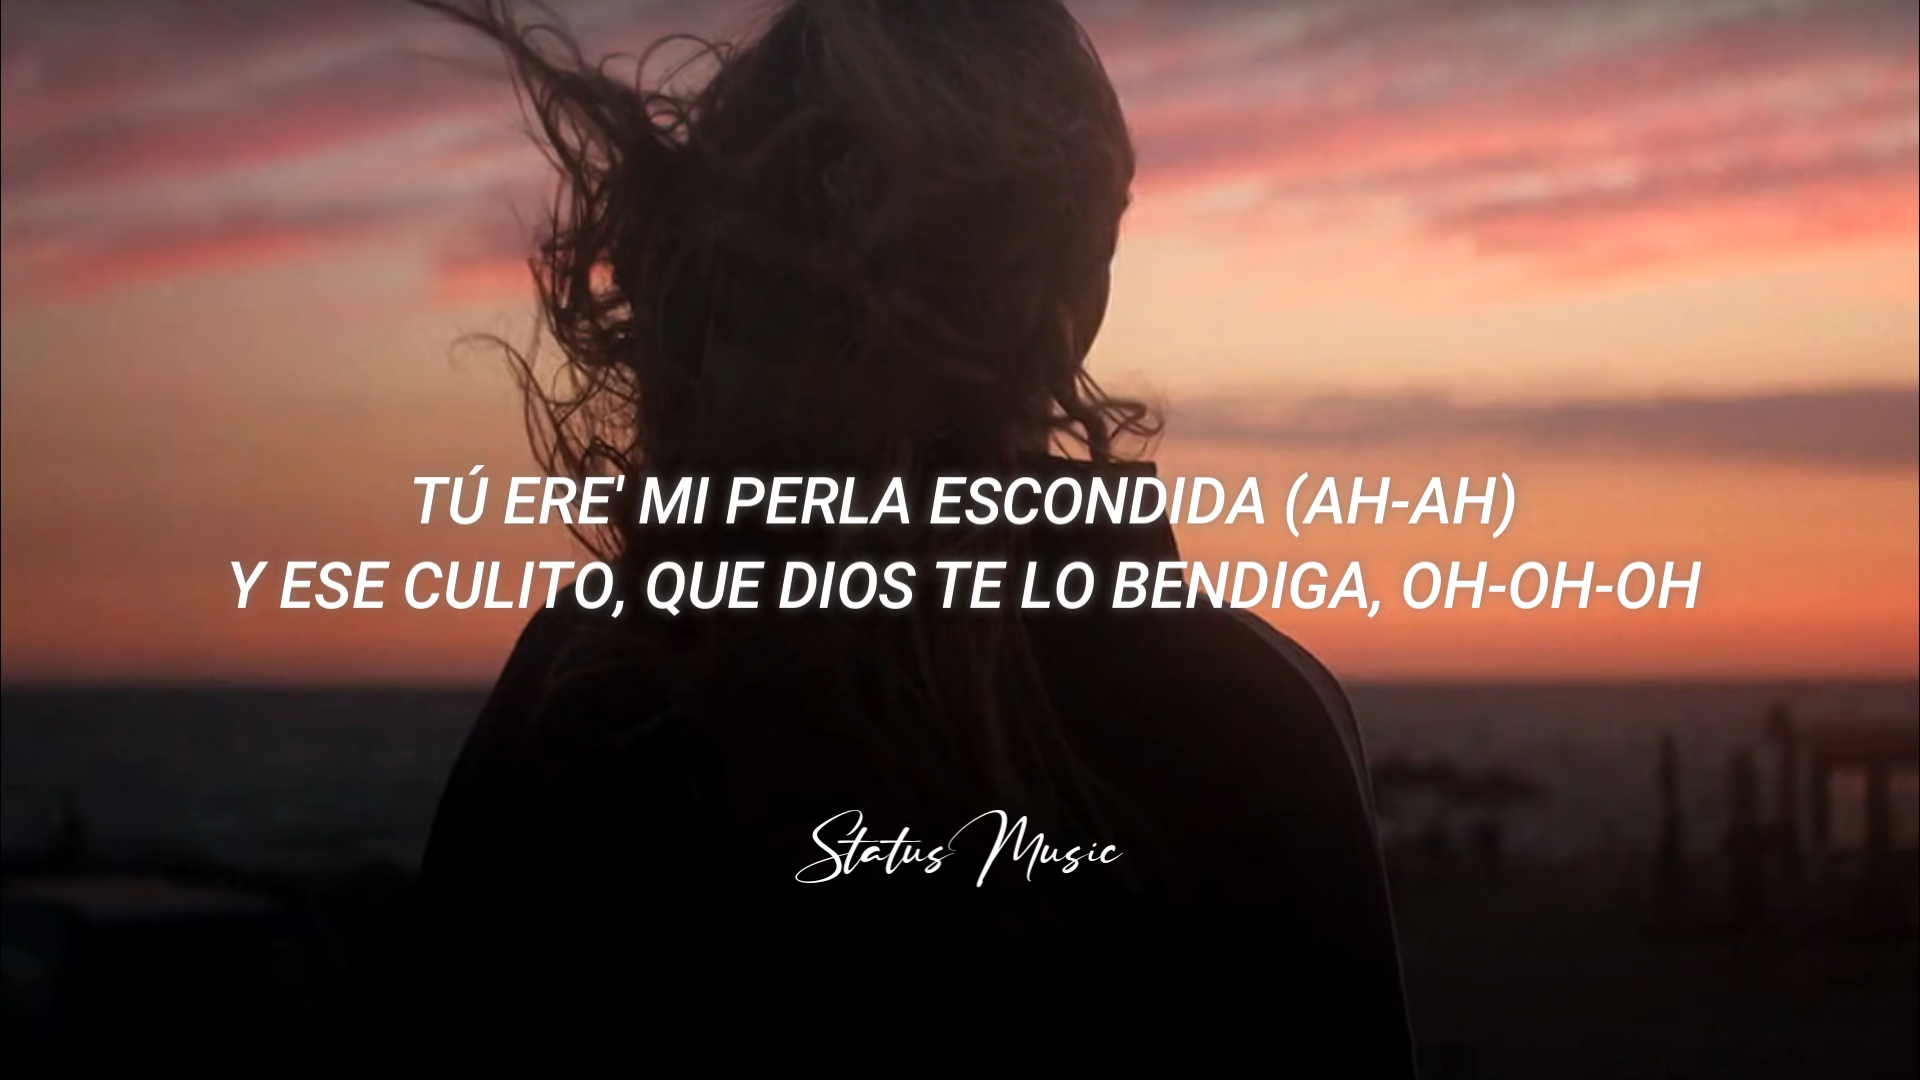 TÚ ERE' MI PERLA ESCONDIDA (AH-AH)
Y ESE CULITO, QUE DIOS TE LO BENDIGA, OH-OH-OH
Status Music